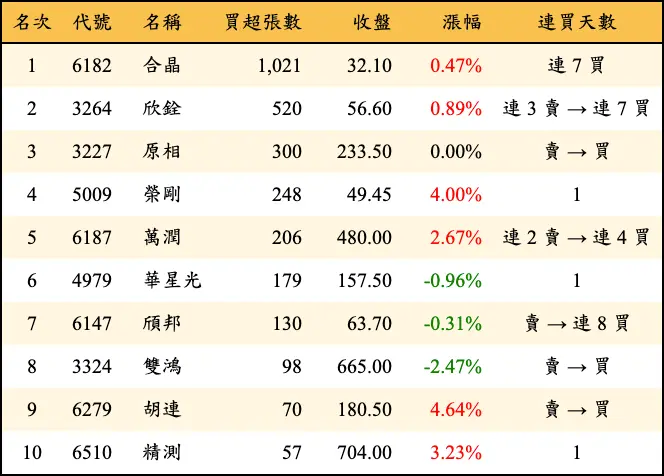 名次 代號 名稱 買超張數 收盤 漲幅 連買天數
1 6182 合晶 1,021 32.10 0.47% 連 7 買
2 3264 欣銓 520 56.60 0.89% 連 3 賣 → 連 7 買
3 3227 原相 300 233.50 0.00% 賣 → 買
4 5009 榮剛 248 49.45 4.00% 1
5 6187 萬潤 206 480.00 2.67% 連 2 賣 → 連 4 買
6 4979 華星光 179 157.50 -0.96% 1
7 6147 頎邦 130 63.70 -0.31% 賣 → 連 8 買
8 3324 雙鴻 98 665.00 -2.47% 賣 → 買
9 6279 胡連 70 180.50 4.64% 賣 → 買
10 6510 精測 57 704.00 3.23% 1